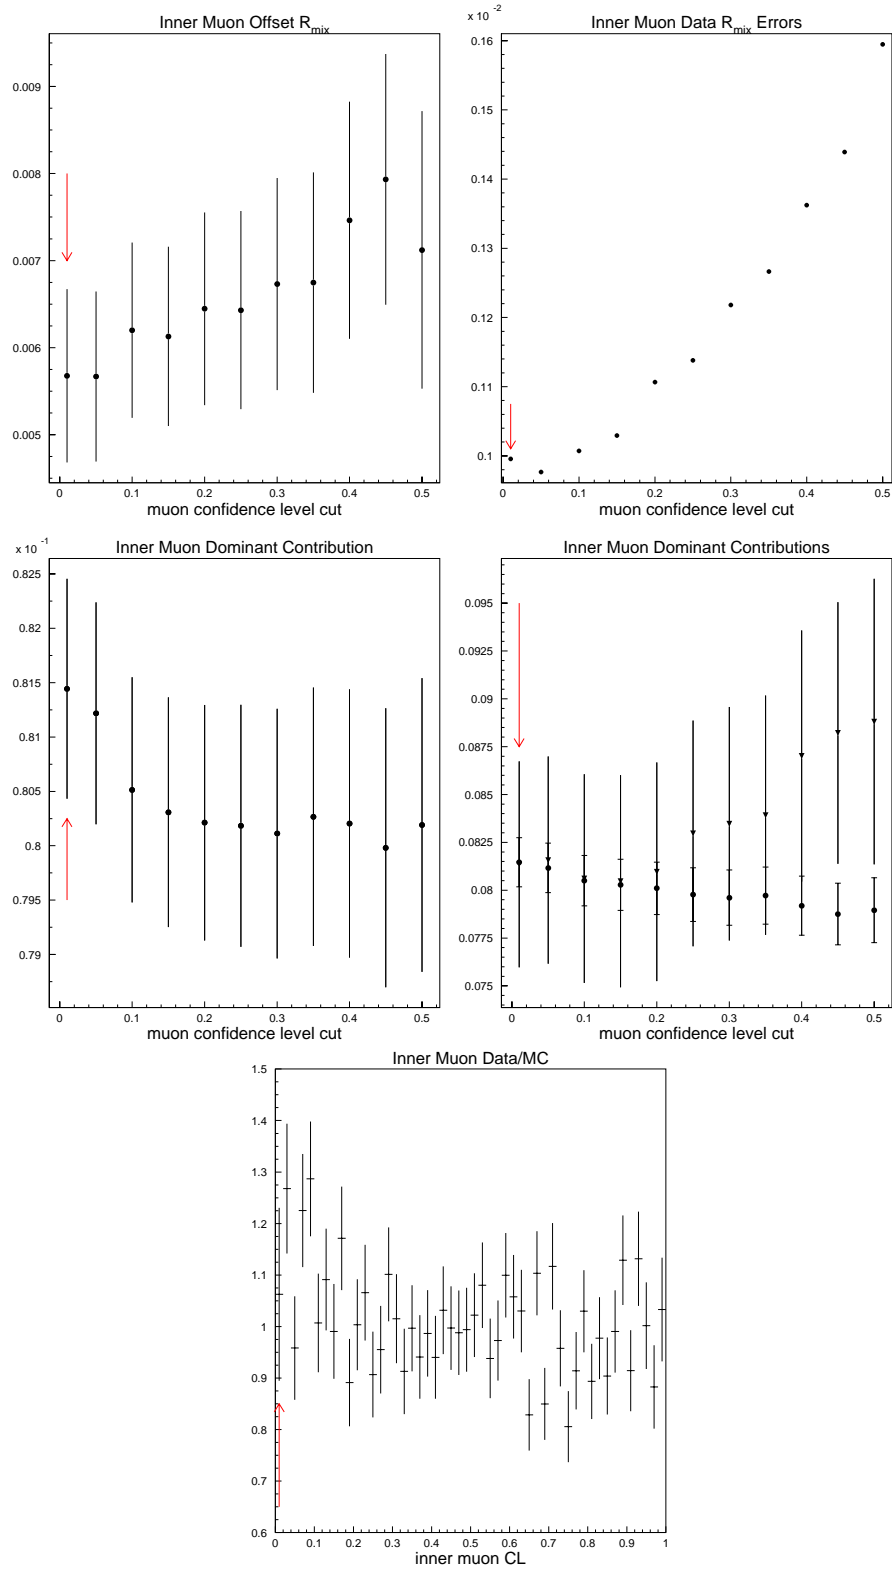 Inner Muon Offset R_mix
0.009
0.008
0.007
0.006
0.005
0 0.1 0.2 0.3 0.4 0.5
muon confidence level cut
x 10^-2
Inner Muon Data R_mix Errors
0.16
0.15
0.14
0.13
0.12
0.11
0.1
0 0.1 0.2 0.3 0.4 0.5
muon confidence level cut
x 10^-1
Inner Muon Dominant Contribution
0.825
0.82
0.815
0.81
0.805
0.8
0.795
0.79
0 0.1 0.2 0.3 0.4 0.5
muon confidence level cut
Inner Muon Dominant Contributions
0.095
0.0925
0.09
0.0875
0.085
0.0825
0.08
0.0775
0.075
0 0.1 0.2 0.3 0.4 0.5
muon confidence level cut
Inner Muon Data/MC
1.5
1.4
1.3
1.2
1.1
1.0
0.9
0.8
0.7
0.6
0 0.1 0.2 0.3 0.4 0.5 0.6 0.7 0.8 0.9 1
inner muon CL